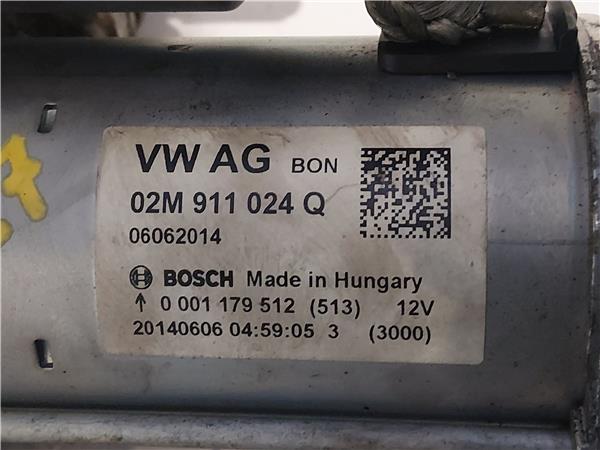 VW AG BON
02M 911 024 Q
06062014
BOSCH Made in Hungary
↑ 0 001 179 512 (513) 12V
20140606 04:59:05 3 (3000)
7